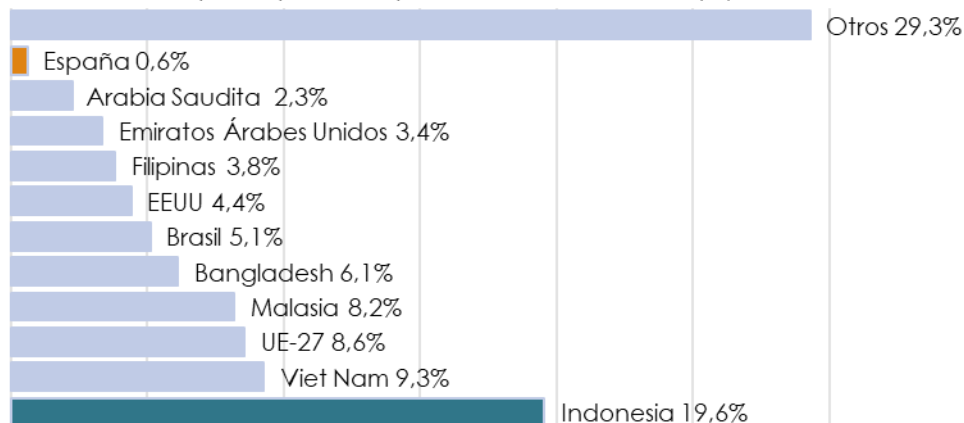 Otros 29,3%
España 0,6%
Arabia Saudita 2,3%
Emiratos Árabes Unidos 3,4%
Filipinas 3,8%
EEUU 4,4%
Brasil 5,1%
Bangladesh 6,1%
Malasia 8,2%
UE-27 8,6%
Viet Nam 9,3%
Indonesia 19,6%